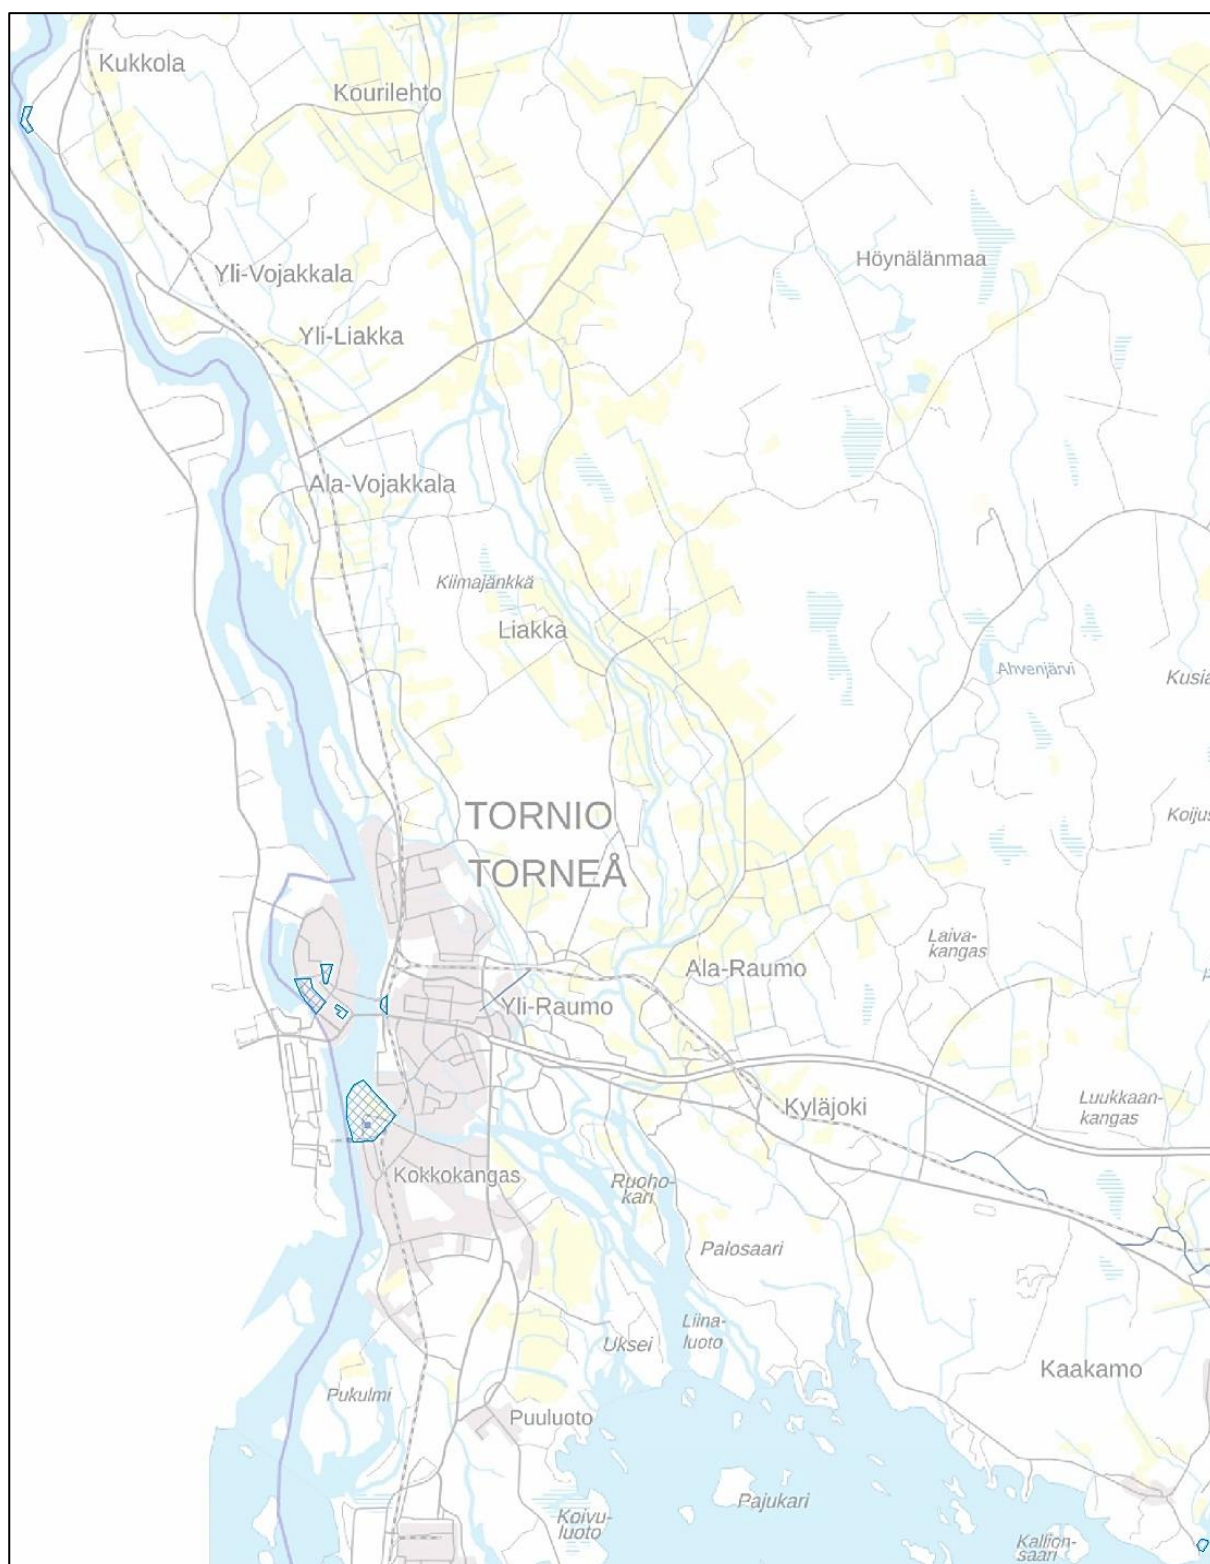 Kukkola
Kourilehto
Höynälänmaa
Yli-Vojakkala
Yli-Liakka
Ala-Vojakkala
Kiimajänkkä
Liakka
Ahvenjärvi
Kusia
TORNIO
TORNEÅ
Koijus
Laiva-
kangas
Ala-Raumo
Yli-Raumo
Kyläjoki
Luukkaan-
kangas
Kokkokangas
Ruoho-
kari
Palosaari
Liina-
luoto
Uksei
Kaakamo
Pukulmi
Puuluoto
Pajukari
Koivu-
luoto
Kallion-
saari